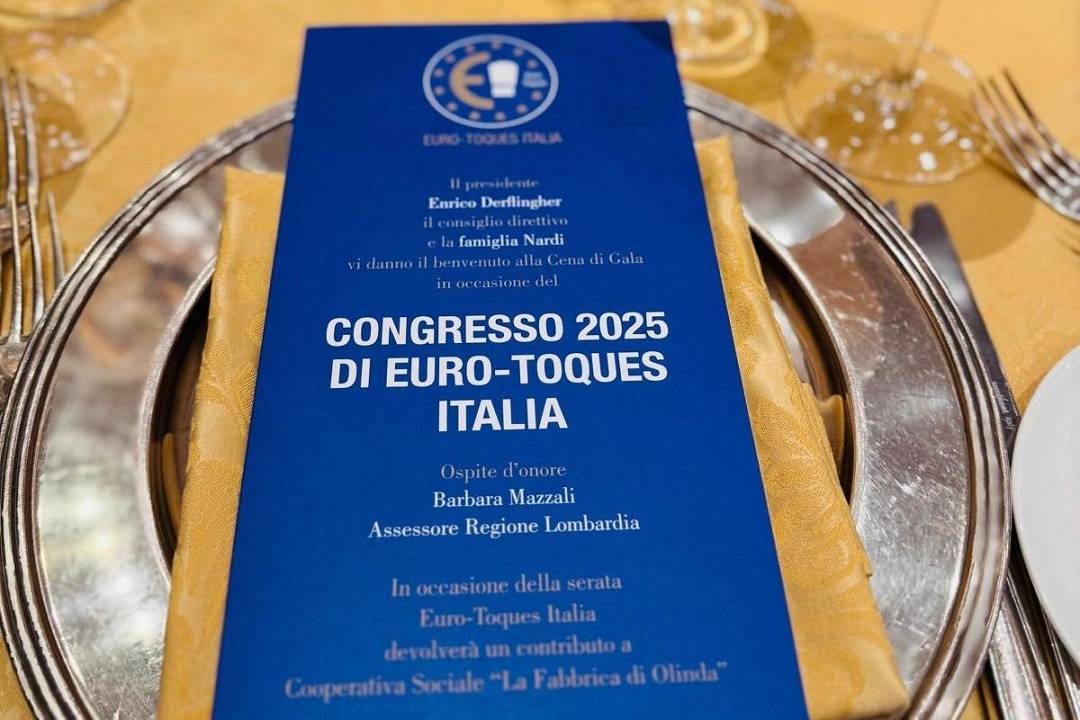 EURO-TOQUES ITALIA
Il presidente
Enrico Derflingher
il consiglio direttivo
e la famiglia Nardi
vi danno il benvenuto alla Cena di Gala
in occasione del
CONGRESSO 2025
DI EURO-TOQUES
ITALIA
Ospite d'onore
Barbara Mazzali
Assessore Regione Lombardia
In occasione della serata
Euro-Toques Italia
devolverà un contributo a
Cooperativa Sociale “La Fabbrica di Olinda”